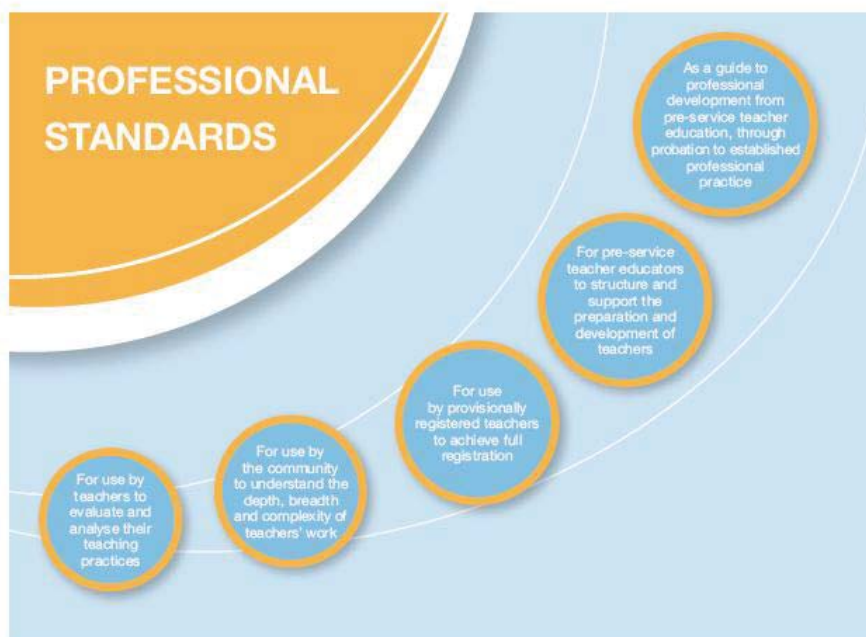 PROFESSIONAL
STANDARDS
As a guide to
professional
development from
pre-service teacher
education, through
probation to established
professional
practice
For pre-service
teacher educators
to structure and
support the
preparation and
development of
teachers
For use
by provisionally
registered teachers
to achieve full
registration
For use by
the community
to understand the
depth, breadth
and complexity of
teachers' work
For use by
teachers to
evaluate and
analyse their
teaching
practices